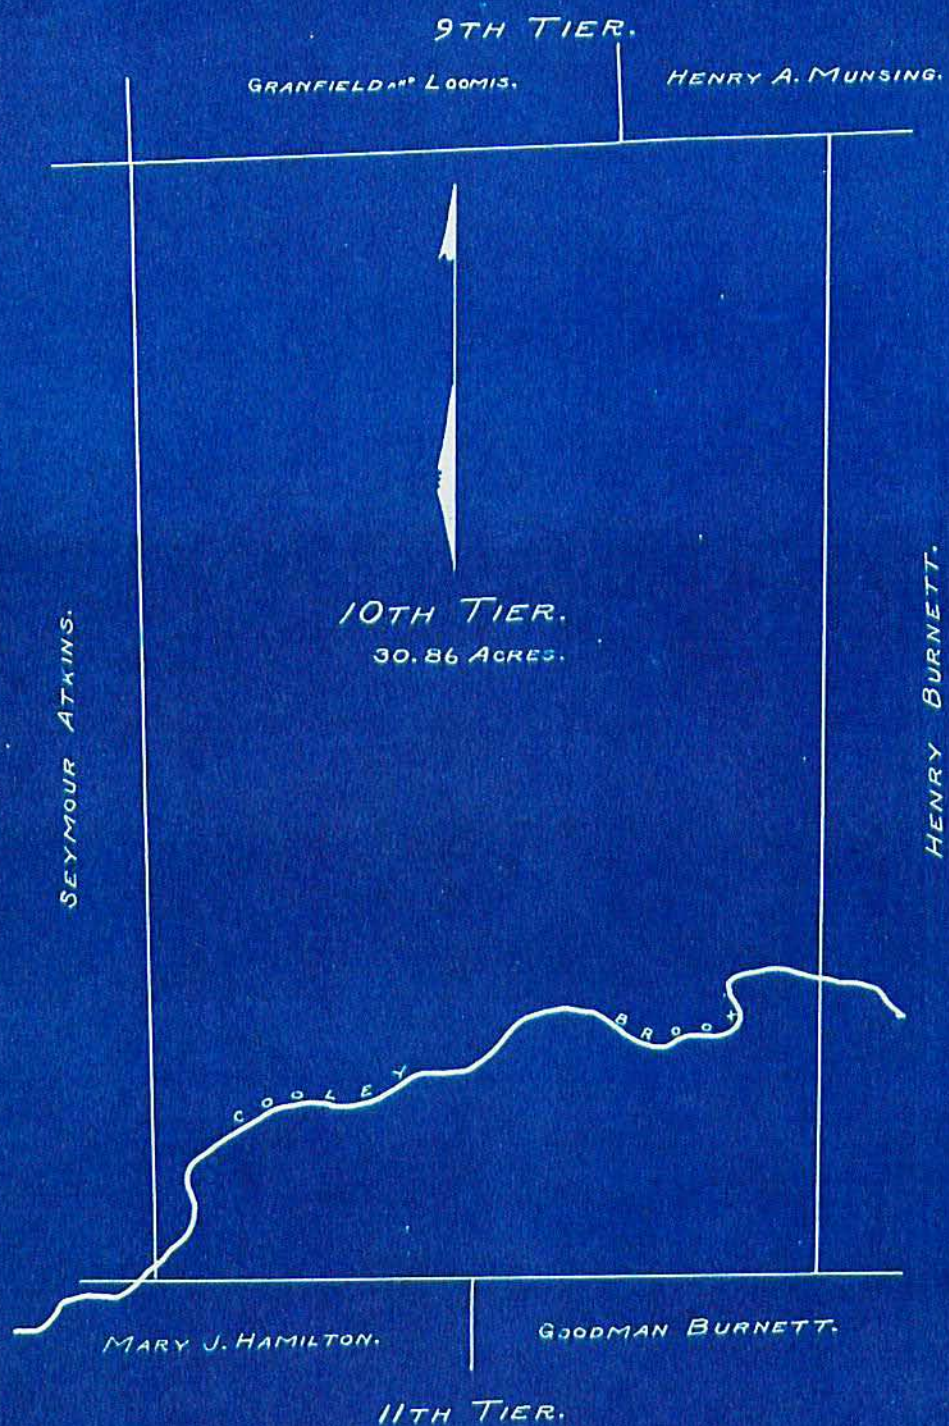 9TH TIER.
GRANFIELD AND LOOMIS.
HENRY A. MUNSING.
SEYMOUR ATKINS.
10TH TIER.
30.86 ACRES.
HENRY BURNETT.
COOLEY BROOK
MARY J. HAMILTON.
GOODMAN BURNETT.
11TH TIER.